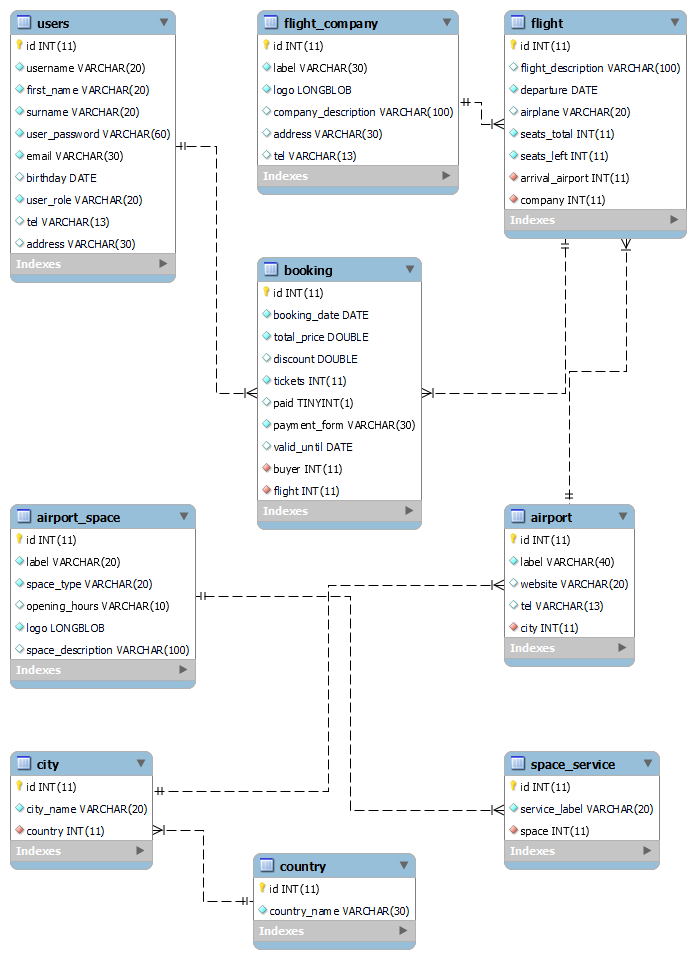 users
id INT(11)
username VARCHAR(20)
first_name VARCHAR(20)
surname VARCHAR(20)
user_password VARCHAR(60)
email VARCHAR(30)
birthday DATE
user_role VARCHAR(20)
tel VARCHAR(13)
address VARCHAR(30)
Indexes
flight_company
id INT(11)
label VARCHAR(30)
logo LONGBLOB
company_description VARCHAR(100)
address VARCHAR(30)
tel VARCHAR(13)
Indexes
flight
id INT(11)
flight_description VARCHAR(100)
departure DATE
airplane VARCHAR(20)
seats_total INT(11)
seats_left INT(11)
arrival_airport INT(11)
company INT(11)
Indexes
booking
id INT(11)
booking_date DATE
total_price DOUBLE
discount DOUBLE
tickets INT(11)
paid TINYINT(1)
payment_form VARCHAR(30)
valid_until DATE
buyer INT(11)
flight INT(11)
Indexes
airport_space
id INT(11)
label VARCHAR(20)
space_type VARCHAR(20)
opening_hours VARCHAR(10)
logo LONGBLOB
space_description VARCHAR(100)
Indexes
airport
id INT(11)
label VARCHAR(40)
website VARCHAR(20)
tel VARCHAR(13)
city INT(11)
Indexes
city
id INT(11)
city_name VARCHAR(20)
country INT(11)
Indexes
space_service
id INT(11)
service_label VARCHAR(20)
space INT(11)
Indexes
country
id INT(11)
country_name VARCHAR(30)
Indexes